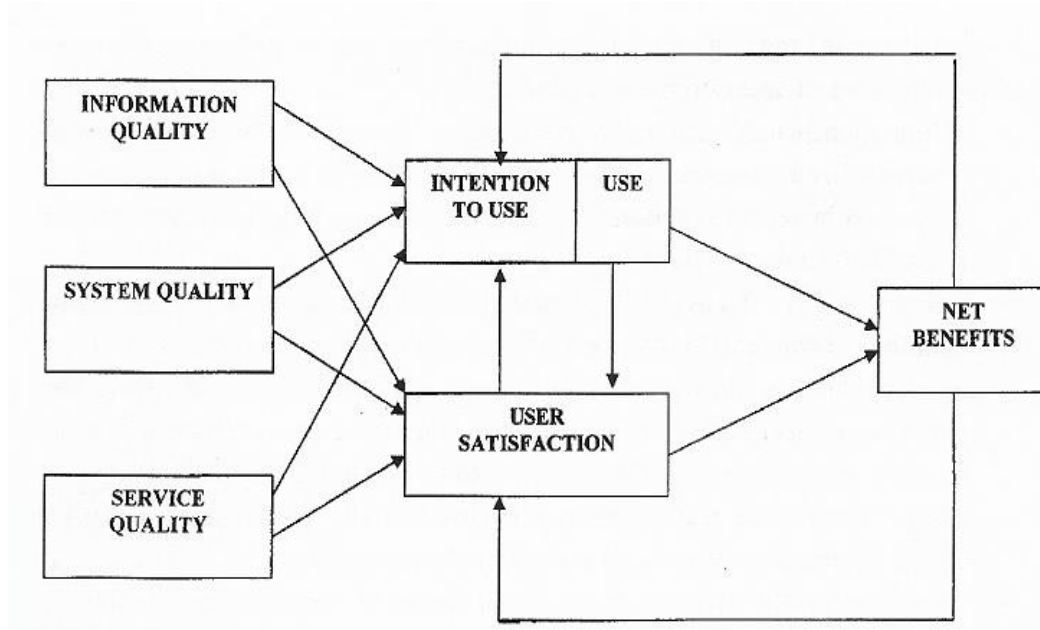 INFORMATION
QUALITY
INTENTION
TO USE
USE
SYSTEM QUALITY
NET
BENEFITS
USER
SATISFACTION
SERVICE
QUALITY